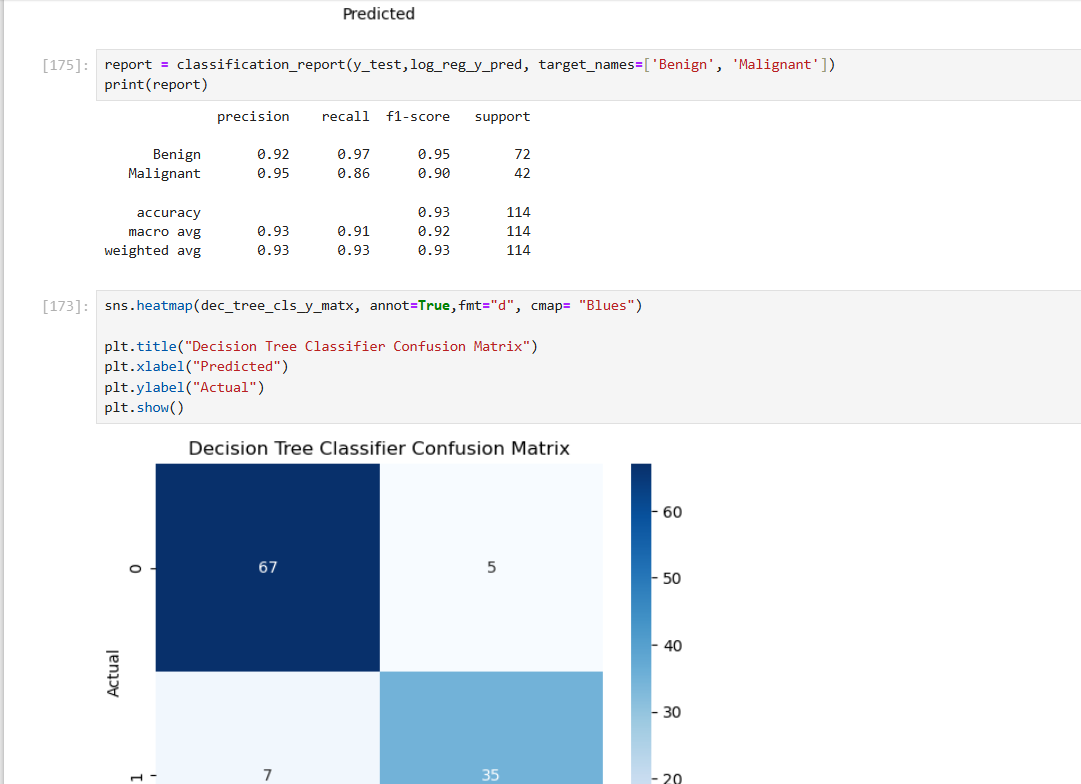 Predicted
[175]: report = classification_report(y_test,log_reg_y_pred, target_names=['Benign', 'Malignant'])
print(report)
precision recall f1-score support
Benign 0.92 0.97 0.95 72
Malignant 0.95 0.86 0.90 42
accuracy 0.93 114
macro avg 0.93 0.91 0.92 114
weighted avg 0.93 0.93 0.93 114
[173]: sns.heatmap(dec_tree_cls_y_matx, annot=True,fmt="d", cmap= "Blues")
plt.title("Decision Tree Classifier Confusion Matrix")
plt.xlabel("Predicted")
plt.ylabel("Actual")
plt.show()
Decision Tree Classifier Confusion Matrix
60
0 67 5
50
40
Actual
30
1 7 35
20